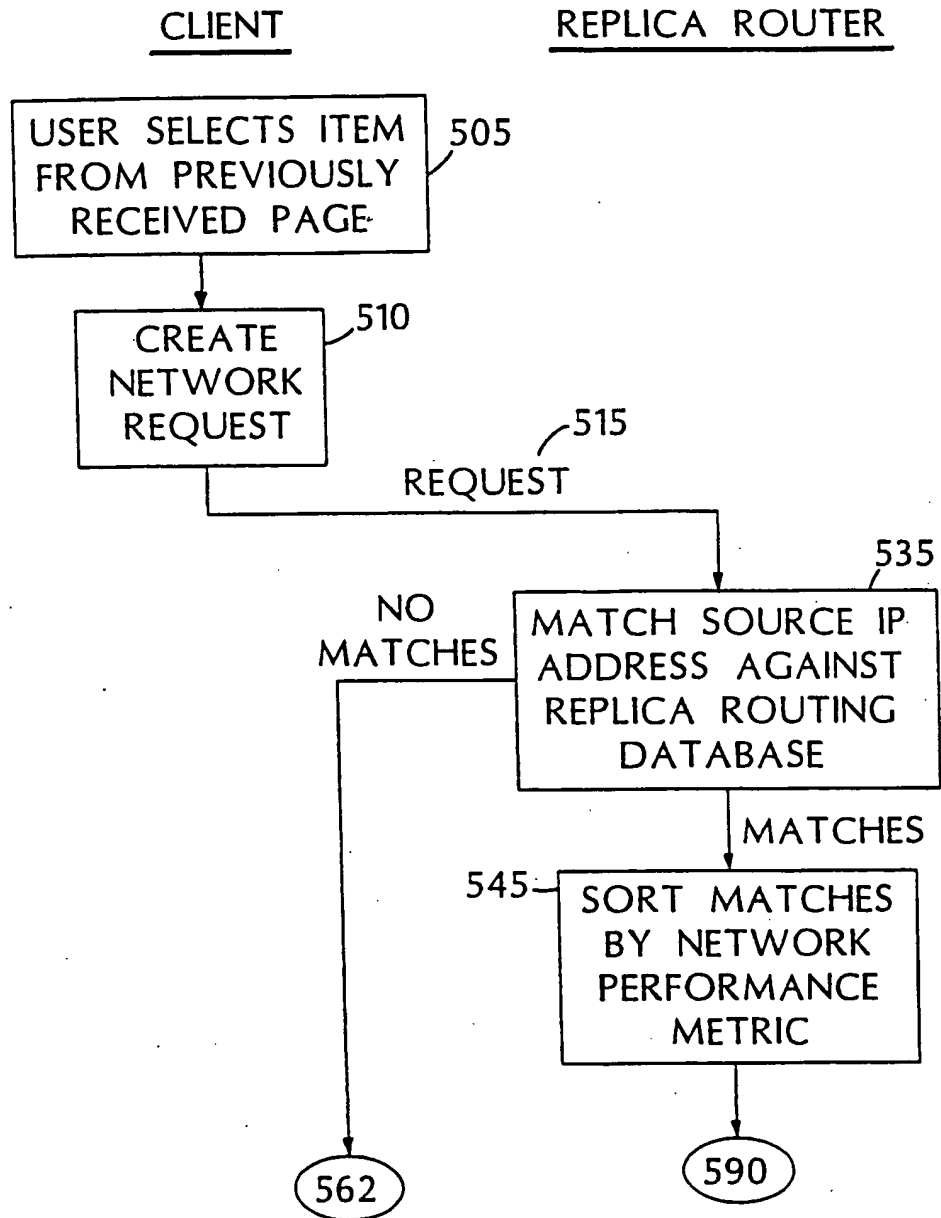 CLIENT
REPLICA ROUTER
USER SELECTS ITEM
FROM PREVIOUSLY
RECEIVED PAGE
505
CREATE
NETWORK
REQUEST
510
515
REQUEST
535
NO
MATCHES
MATCH SOURCE IP
ADDRESS AGAINST
REPLICA ROUTING
DATABASE
MATCHES
545
SORT MATCHES
BY NETWORK
PERFORMANCE
METRIC
562
590